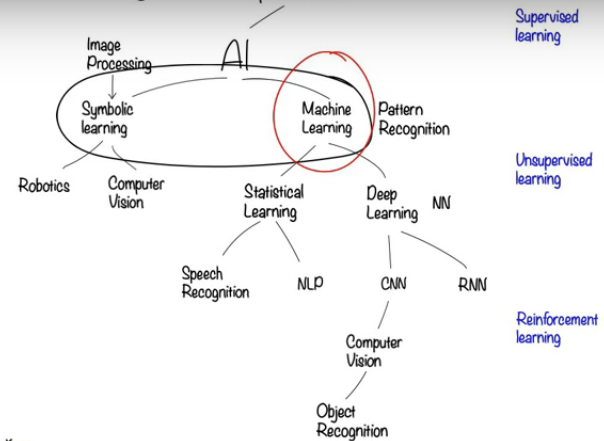 Supervised
learning
AI
Image
Processing
Symbolic
learning
Machine
Learning
Pattern
Recognition
Unsupervised
learning
Robotics
Computer
Vision
Statistical
Learning
Deep
Learning
NN
Speech
Recognition
NLP
CNN
RNN
Reinforcement
learning
Computer
Vision
Object
Recognition